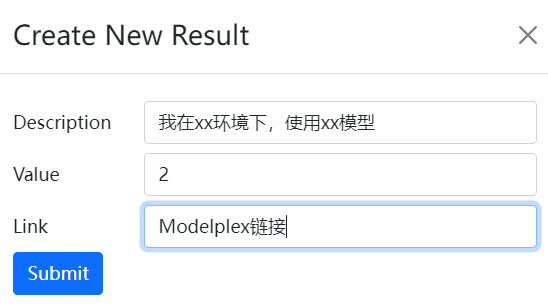 Create New Result
Description 我在xx环境下，使用xx模型
Value 2
Link Modelplex链接
Submit